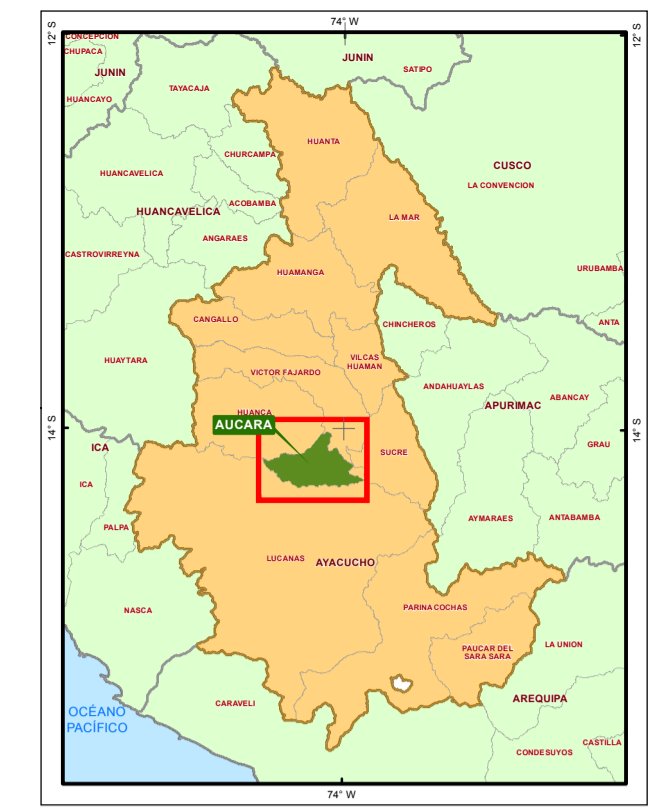 74° W
12° S
12° S
CONCEPCION
CHUPACA
JUNIN
JUNIN
SATIPO
TAYACAJA
HUANCAYO
HUANTA
CHURCAMPA
CUSCO
HUANCAVELICA
LA CONVENCION
ACOBAMBA
HUANCAVELICA
LA MAR
ANGARAES
CASTROVIRREYNA
URUBAMBA
HUAMANGA
CANGALLO
CHINCHEROS
ANTA
VILCAS
HUAMAN
HUAYTARA
VICTOR FAJARDO
ANDAHUAYLAS
ABANCAY
APURIMAC
HUANCA
AUCARA
14° S
14° S
ICA
SUCRE
GRAU
ICA
AYMARAES
ANTABAMBA
PALPA
LUCANAS
AYACUCHO
NASCA
PARINA COCHAS
PAUCAR DEL
SARA SARA
LA UNION
CARAVELI
AREQUIPA
OCÉANO
PACÍFICO
CASTILLA
CONDESUYOS
74° W